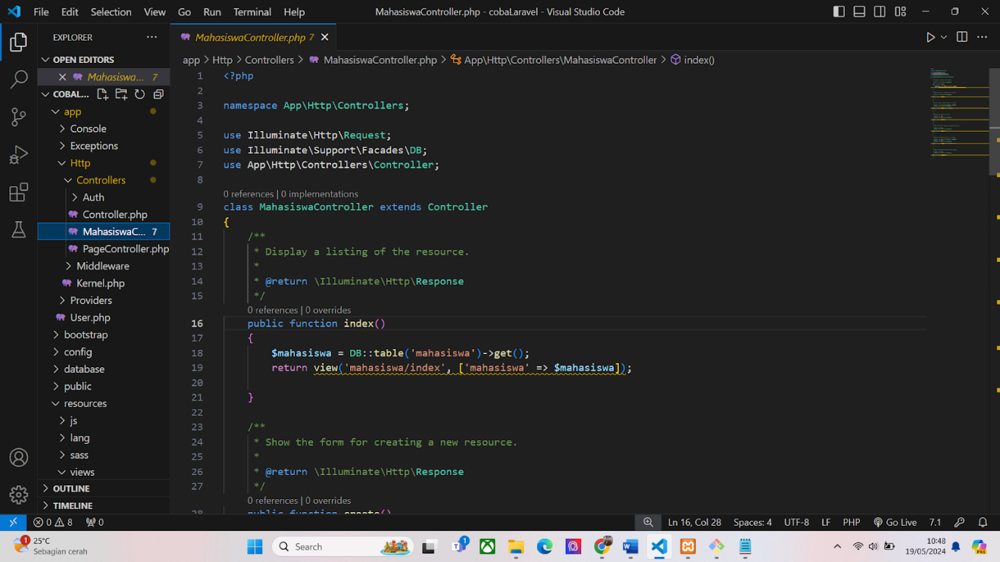 File Edit Selection View Go Run Terminal Help
MahasiswaController.php - cobaLaravel - Visual Studio Code
EXPLORER
OPEN EDITORS
Mahasiswa... 7
COBAL...
app
Console
Exceptions
Http
Controllers
Auth
Controller.php
MahasiswaC... 7
PageController.php
Middleware
Kernel.php
Providers
User.php
bootstrap
config
database
public
resources
js
lang
sass
views
OUTLINE
TIMELINE
MahasiswaController.php 7
app > Http > Controllers > MahasiswaController.php > App\Http\Controllers\MahasiswaController > index()
1 <?php
2
3 namespace App\Http\Controllers;
4
5 use Illuminate\Http\Request;
6 use Illuminate\Support\Facades\DB;
7 use App\Http\Controllers\Controller;
8
0 references | 0 implementations
9 class MahasiswaController extends Controller
10 {
11 /**
12 * Display a listing of the resource.
13 *
14 * @return \Illuminate\Http\Response
15 */
0 references | 0 overrides
16 public function index()
17 {
18 $mahasiswa = DB::table('mahasiswa')->get();
19 return view('mahasiswa/index', ['mahasiswa' => $mahasiswa]);
20
21 }
22
23 /**
24 * Show the form for creating a new resource.
25 *
26 * @return \Illuminate\Http\Response
27 */
0 references | 0 overrides
28 public function create()
0 8 0
Ln 16, Col 28 Spaces: 4 UTF-8 LF PHP Go Live 7.1
1
25°C
Sebagian cerah
Search
1
10:48
19/05/2024
PRE